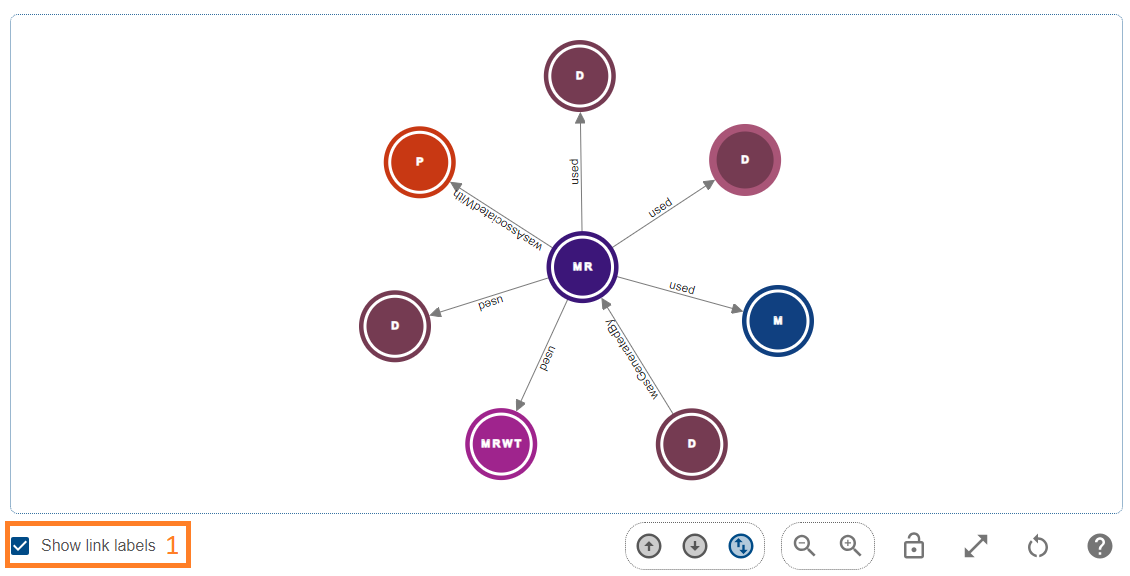 D
P
D
used
used
wasAssociatedWith
MR
used
D
used
M
used
wasGeneratedBy
MRWT
D
Show link labels 1
?